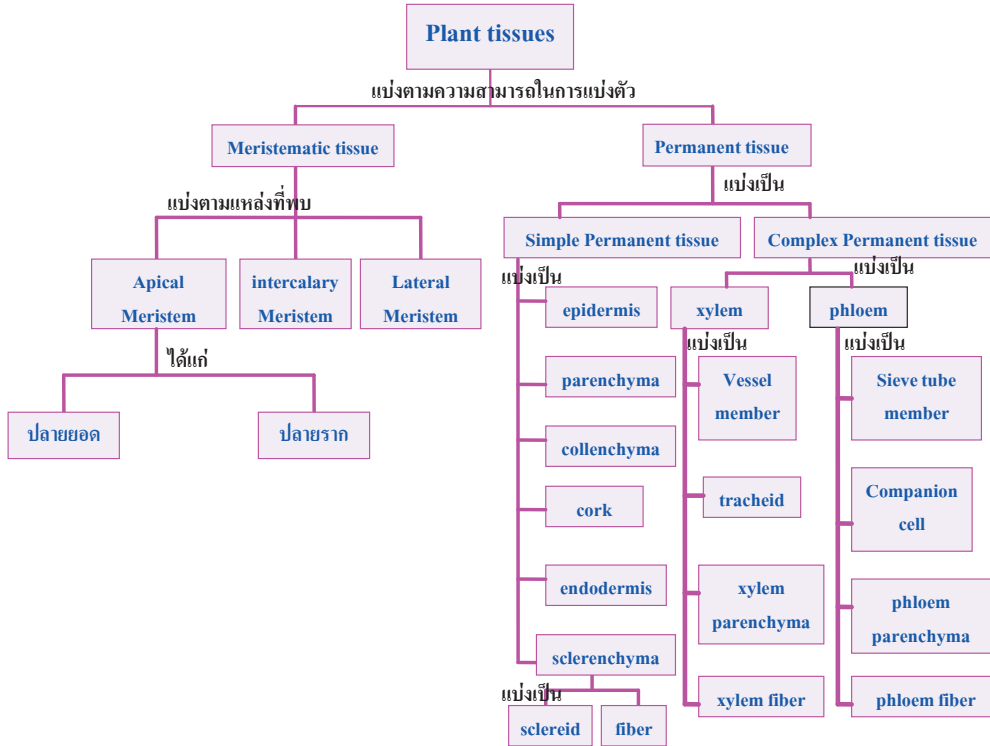 Plant tissues
แบ่งตามความสามารถในการแบ่งตัว
Meristematic tissue
Permanent tissue
แบ่งตามแหล่งที่พบ
แบ่งเป็น
Simple Permanent tissue
Complex Permanent tissue
Apical
Meristem
intercalary
Meristem
Lateral
Meristem
ได้แก่
ปลายยอด
ปลายราก
แบ่งเป็น
epidermis
parenchyma
collenchyma
cork
endodermis
sclerenchyma
แบ่งเป็น
sclereid
fiber
แบ่งเป็น
xylem
phloem
แบ่งเป็น
Vessel
member
tracheid
xylem
parenchyma
xylem fiber
แบ่งเป็น
Sieve tube
member
Companion
cell
phloem
parenchyma
phloem fiber